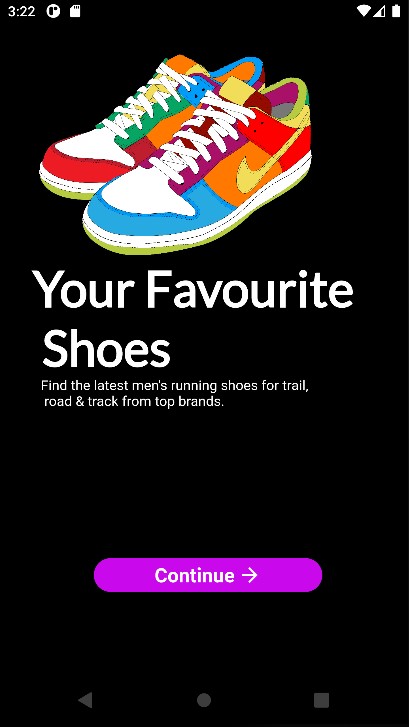 3:22
Your Favourite
Shoes
Find the latest men's running shoes for trail,
road & track from top brands.
Continue →